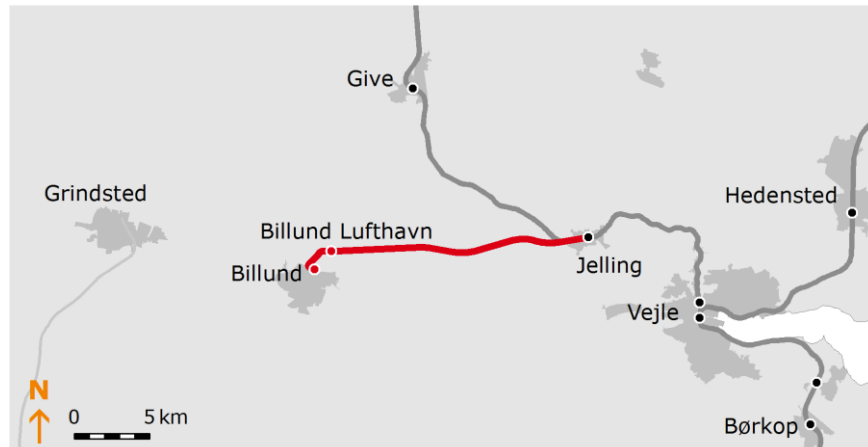 Give
Grindsted
Hedensted
Billund Lufthavn
Billund
Jelling
Vejle
N
0 5 km
Børkop